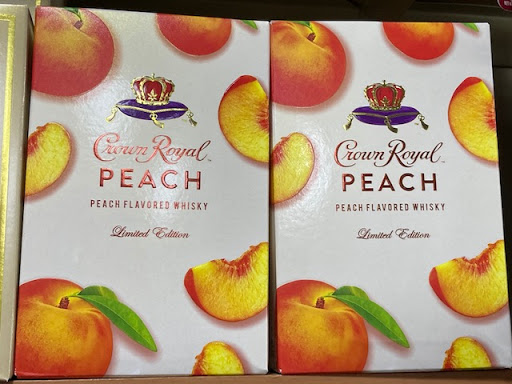 Crown Royal
PEACH
PEACH FLAVORED WHISKY
Limited Edition
Crown Royal
PEACH
PEACH FLAVORED WHISKY
Limited Edition